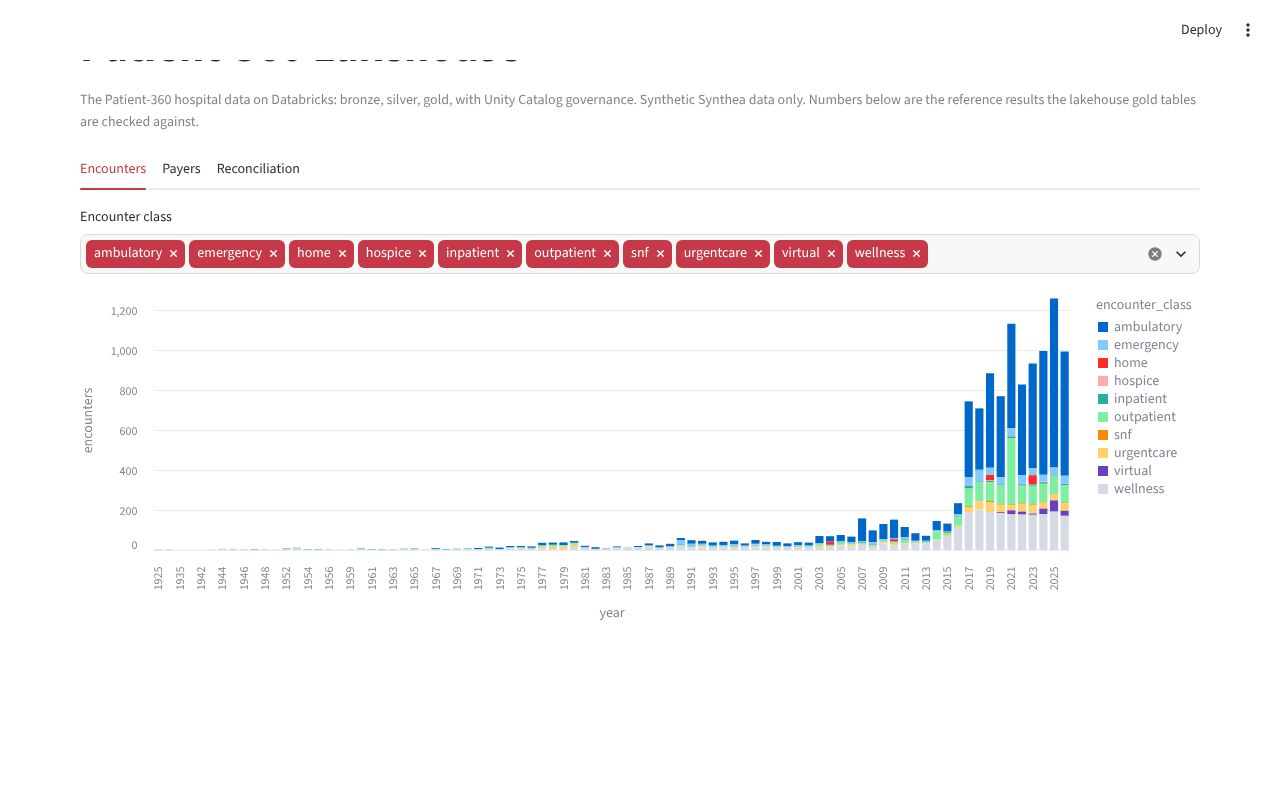 Deploy
The Patient-360 hospital data on Databricks: bronze, silver, gold, with Unity Catalog governance. Synthetic Synthea data only. Numbers below are the reference results the lakehouse gold tables
are checked against.
Encounters Payers Reconciliation
Encounter class
ambulatory emergency home hospice inpatient outpatient snf urgentcare virtual wellness
encounters
1,200
1,000
800
600
400
200
0
1925 1935 1942 1944 1946 1948 1952 1954 1956 1959 1961 1963 1965 1967 1969 1971 1973 1975 1977 1979 1981 1983 1985 1987 1989 1991 1993 1995 1997 1999 2001 2003 2005 2007 2009 2011 2013 2015 2017 2019 2021 2023 2025
year
encounter_class
ambulatory
emergency
home
hospice
inpatient
outpatient
snf
urgentcare
virtual
wellness